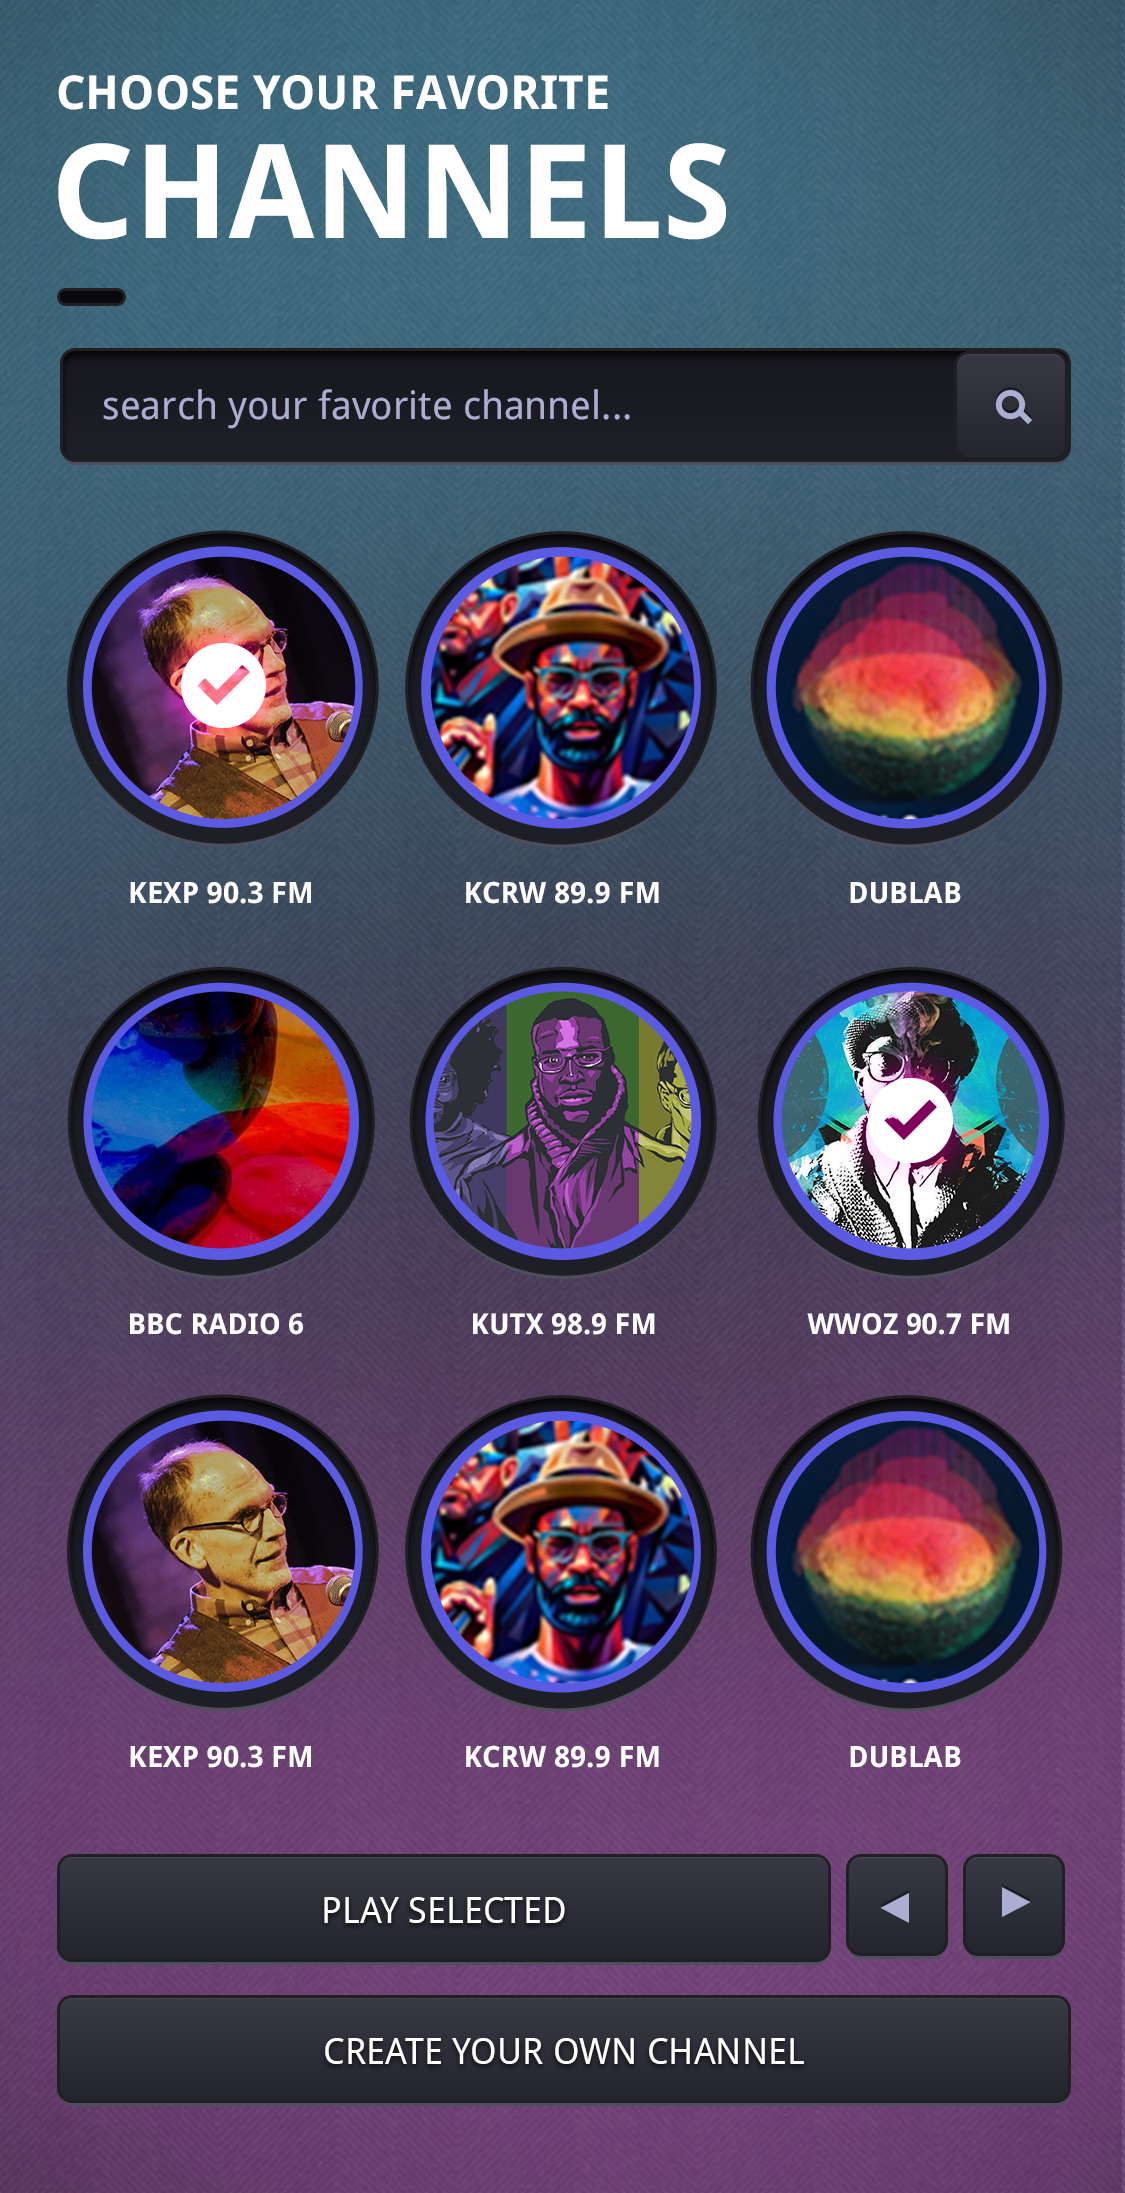 CHOOSE YOUR FAVORITE
CHANNELS
search your favorite channel...
KEXP 90.3 FM
KCRW 89.9 FM
DUBLAB
BBC RADIO 6
KUTX 98.9 FM
WWOZ 90.7 FM
KEXP 90.3 FM
KCRW 89.9 FM
DUBLAB
PLAY SELECTED
CREATE YOUR OWN CHANNEL